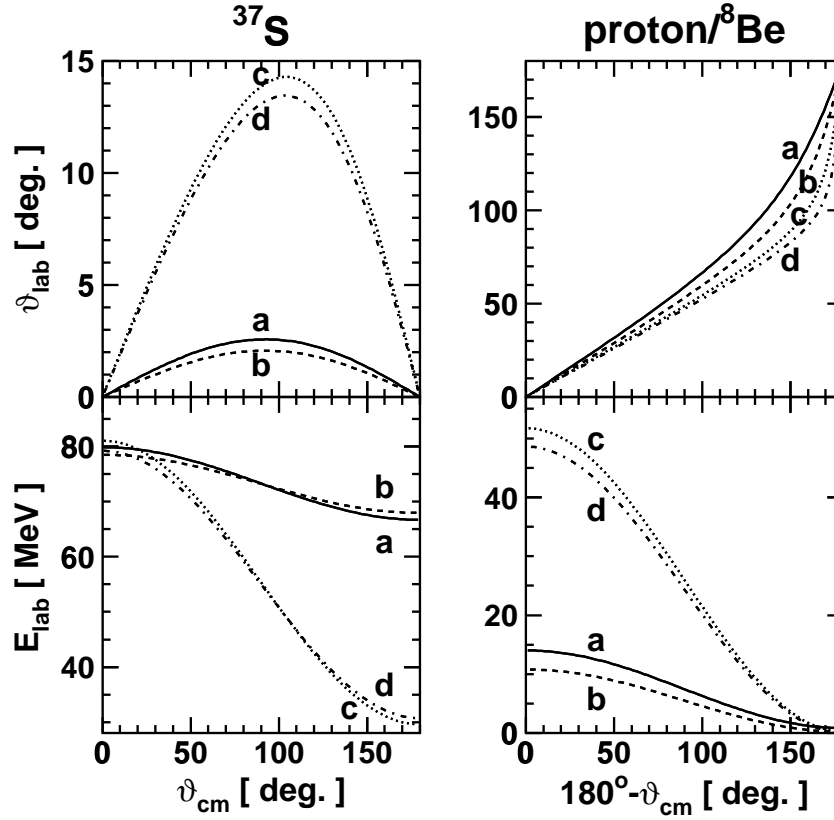 ³⁷S
proton/⁸Be
ϑlab [ deg. ]
15
10
5
0
c
d
a
b
150
100
50
0
a
b
c
d
Elab [ MeV ]
80
60
40
b
a
d
c
0
50
100
150
ϑcm [ deg. ]
40
20
0
c
d
a
b
0
50
100
150
180°-ϑcm [ deg. ]